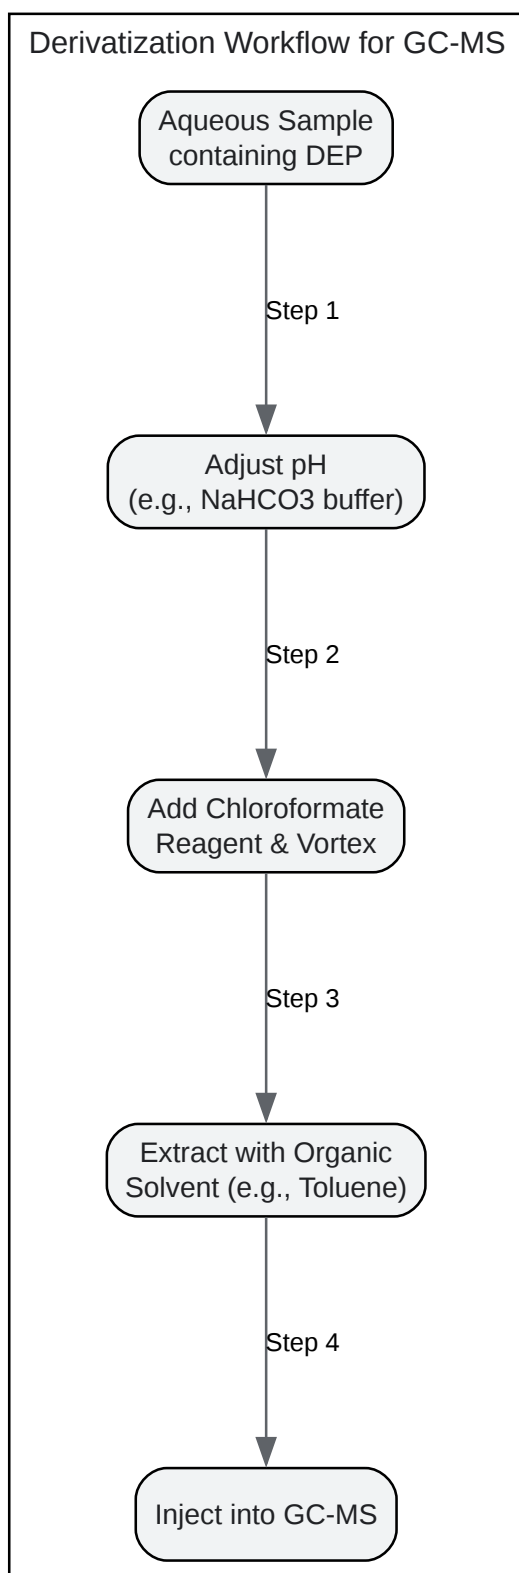 Derivatization Workflow for GC-MS
Aqueous Sample
containing DEP
Step 1
Adjust pH
(e.g., NaHCO3 buffer)
Step 2
Add Chloroformate
Reagent & Vortex
Step 3
Extract with Organic
Solvent (e.g., Toluene)
Step 4
Inject into GC-MS